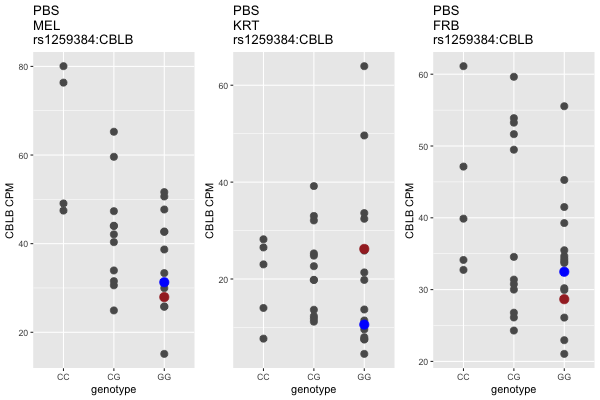 PBS
MEL
rs1259384:CBLB
CBLB CPM
80
60
40
20
CC CG GG
genotype
PBS
KRT
rs1259384:CBLB
CBLB CPM
60
40
20
CC CG GG
genotype
PBS
FRB
rs1259384:CBLB
CBLB CPM
60
50
40
30
20
CC CG GG
genotype